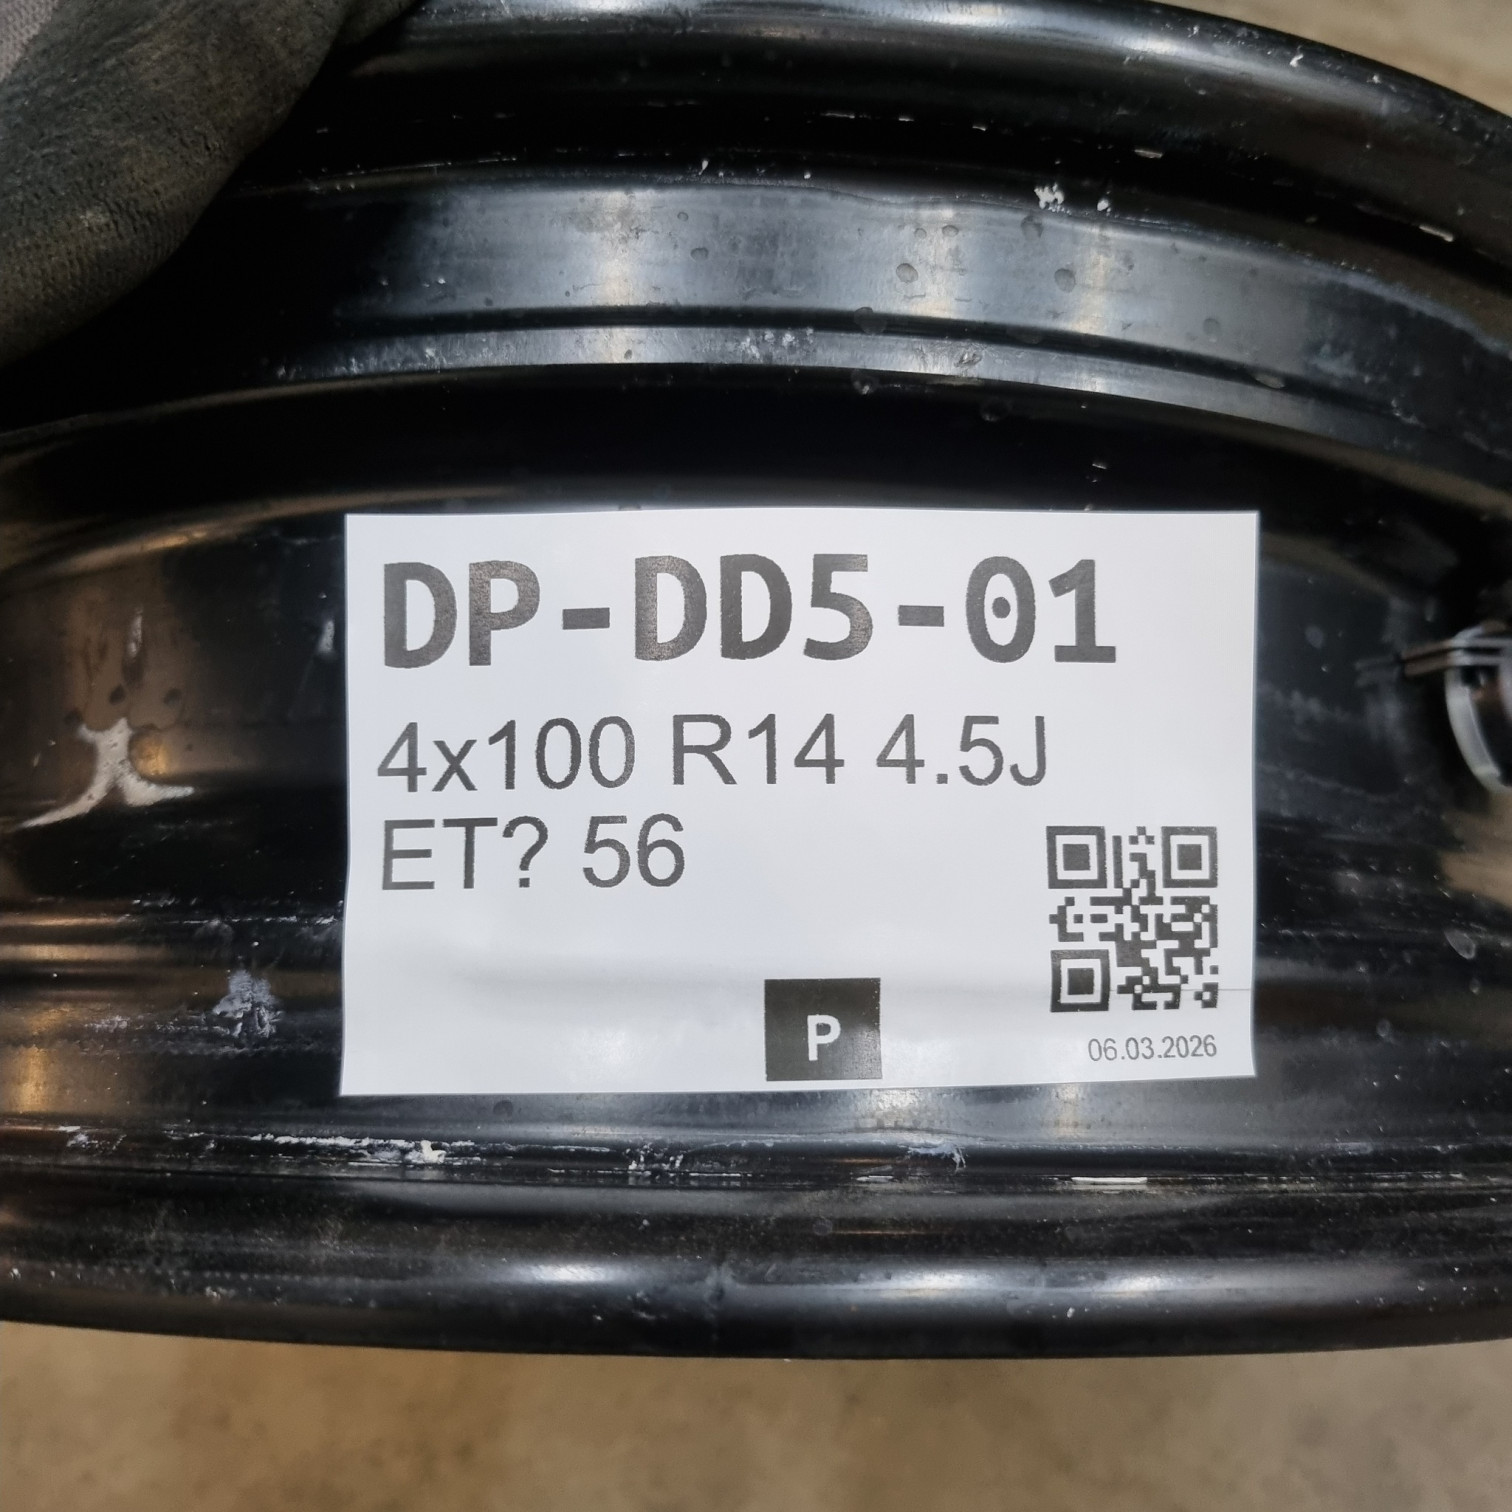 DP-DD5-01
4x100 R14 4.5J
ET? 56
P
06.03.2026